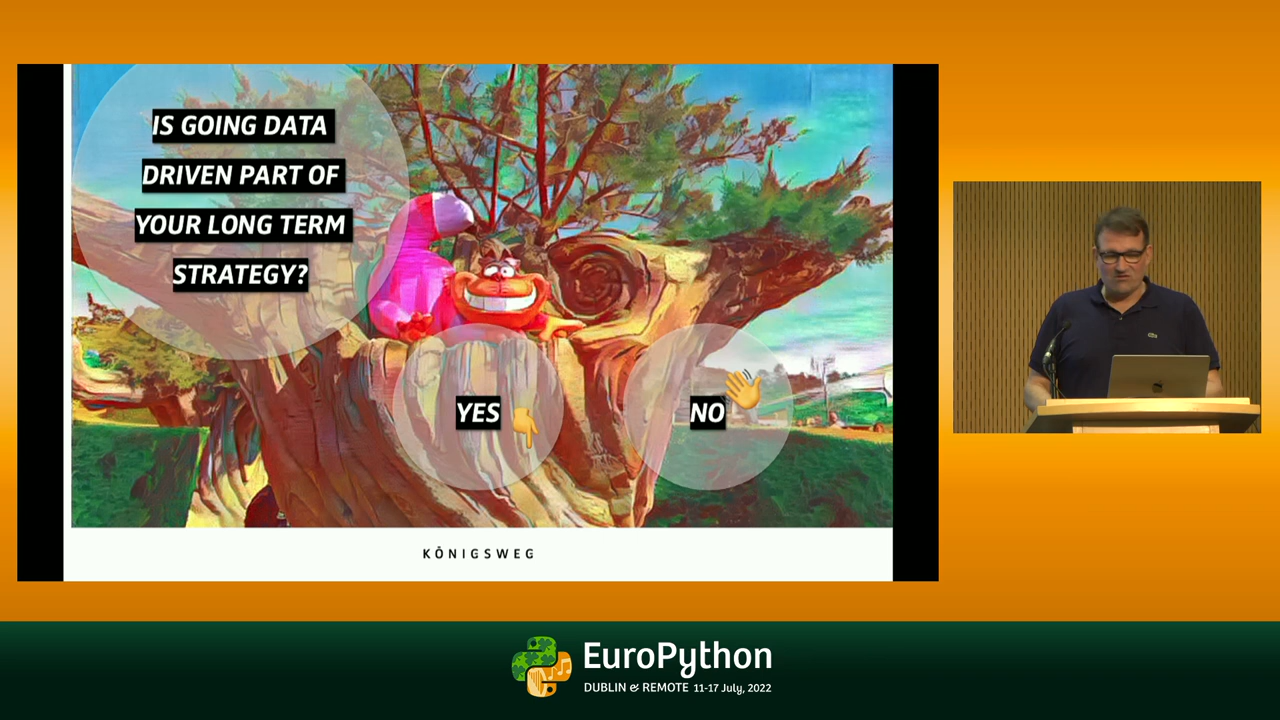 IS GOING DATA
DRIVEN PART OF
YOUR LONG TERM
STRATEGY?
YES
NO
KÖNIGSWEG
EuroPython
DUBLIN & REMOTE 11-17 July, 2022